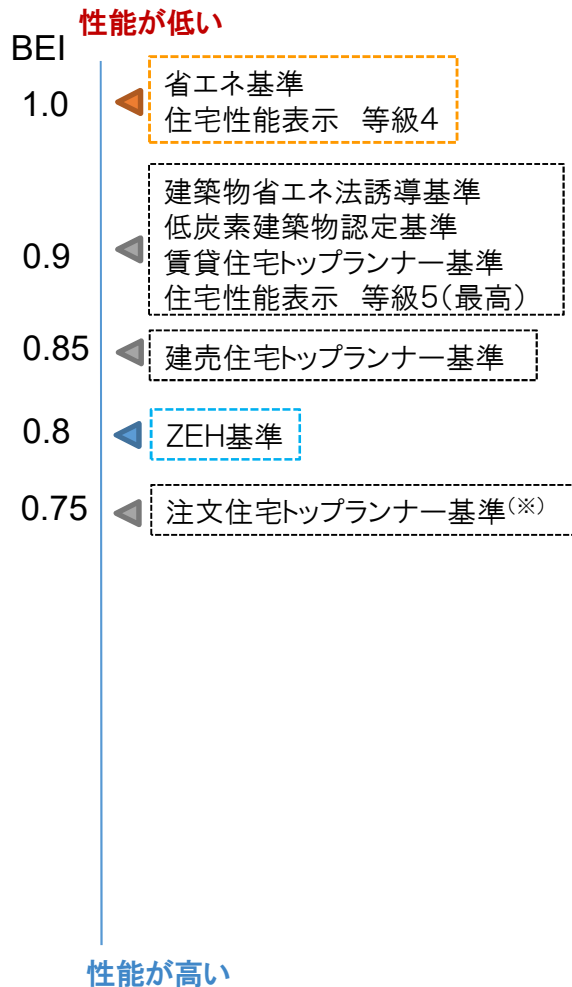 性能が低い
BEI
1.0
省エネ基準
住宅性能表示　等級4
0.9
建築物省エネ法誘導基準
低炭素建築物認定基準
賃貸住宅トップランナー基準
住宅性能表示　等級5(最高)
0.85
建売住宅トップランナー基準
0.8
ZEH基準
0.75
注文住宅トップランナー基準(※)
性能が高い